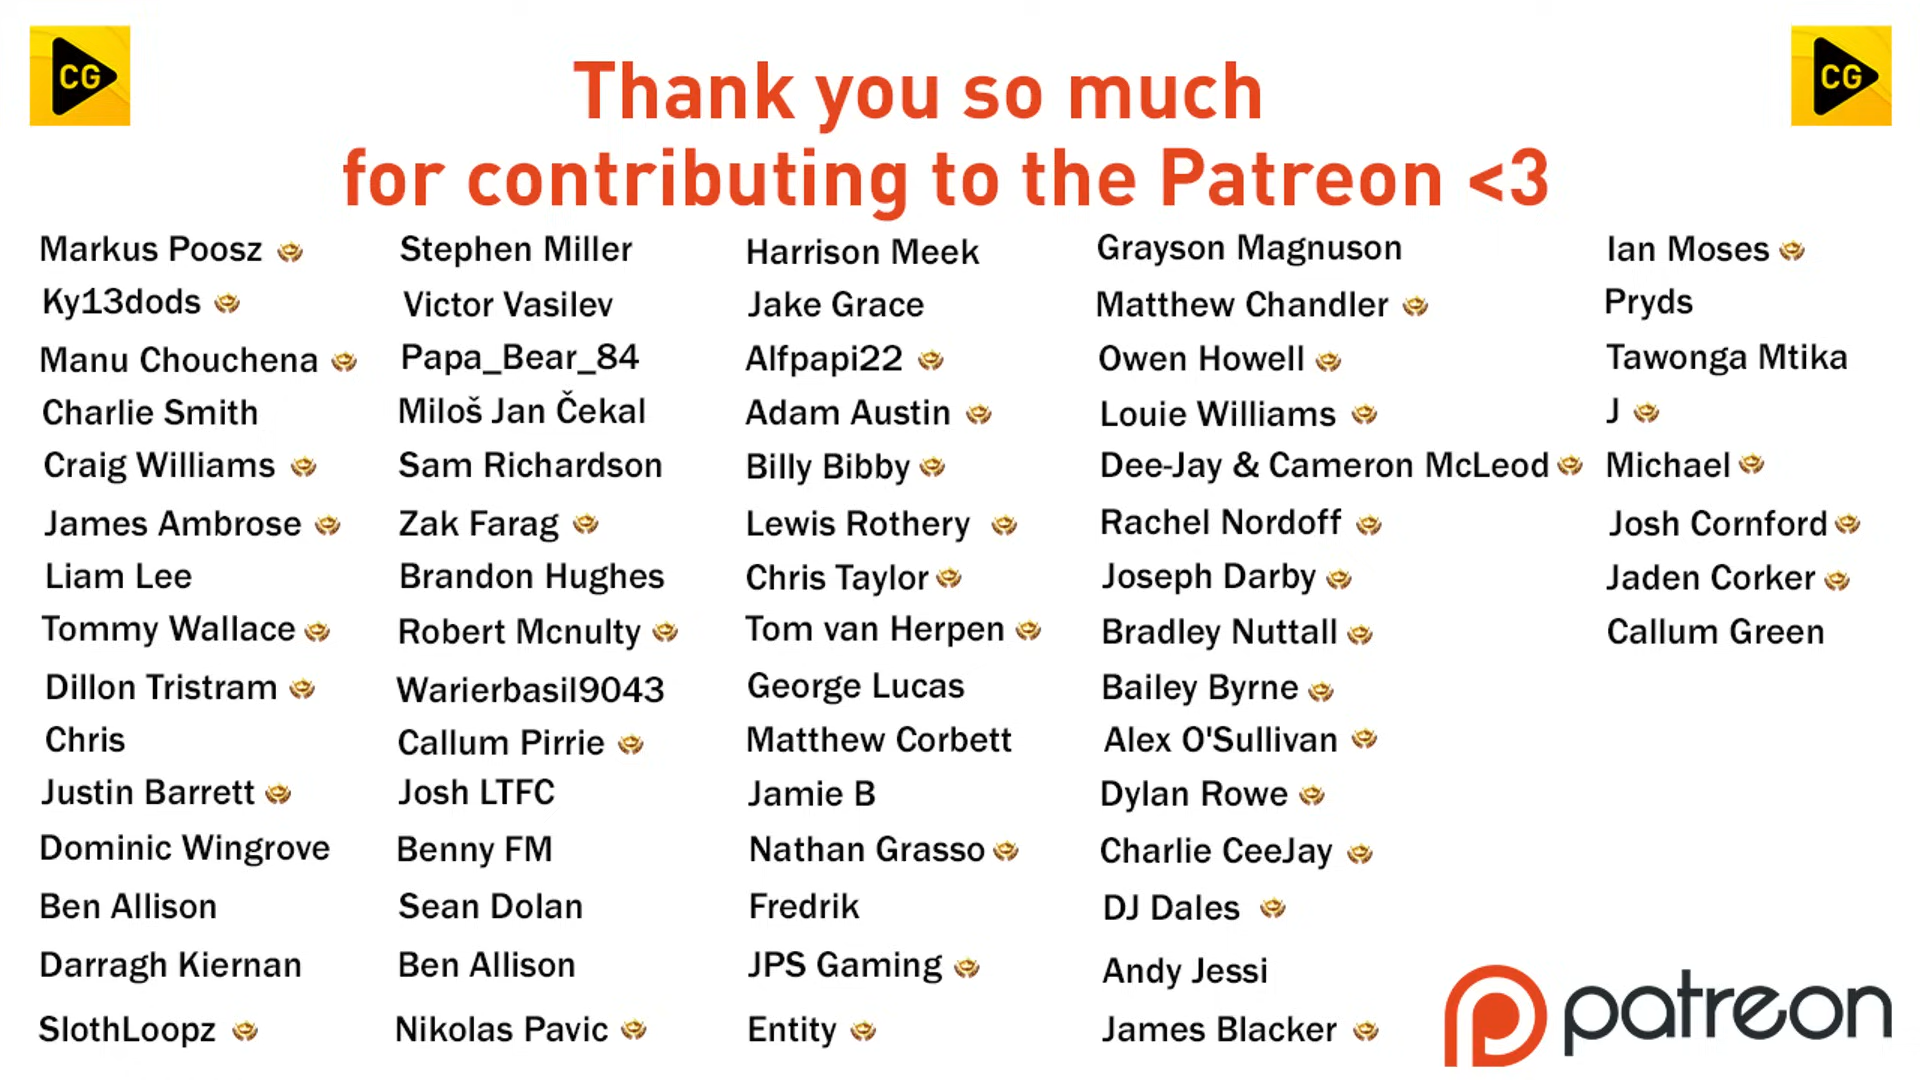 CG
CG
Thank you so much
for contributing to the Patreon <3
Markus Poosz
Ky13dods
Manu Chouchena
Charlie Smith
Craig Williams
James Ambrose
Liam Lee
Tommy Wallace
Dillon Tristram
Chris
Justin Barrett
Dominic Wingrove
Ben Allison
Darragh Kiernan
SlothLoopz
Stephen Miller
Victor Vasilev
Papa_Bear_84
Miloš Jan Čekal
Sam Richardson
Zak Farag
Brandon Hughes
Robert Mcnulty
Warierbasil9043
Callum Pirrie
Josh LTFC
Benny FM
Sean Dolan
Ben Allison
Nikolas Pavic
Harrison Meek
Jake Grace
Alfpapi22
Adam Austin
Billy Bibby
Lewis Rothery
Chris Taylor
Tom van Herpen
George Lucas
Matthew Corbett
Jamie B
Nathan Grasso
Fredrik
JPS Gaming
Entity
Grayson Magnuson
Matthew Chandler
Owen Howell
Louie Williams
Dee-Jay & Cameron McLeod
Rachel Nordoff
Joseph Darby
Bradley Nuttall
Bailey Byrne
Alex O'Sullivan
Dylan Rowe
Charlie CeeJay
DJ Dales
Andy Jessi
James Blacker
Ian Moses
Pryds
Tawonga Mtika
J
Michael
Josh Cornford
Jaden Corker
Callum Green
patreon